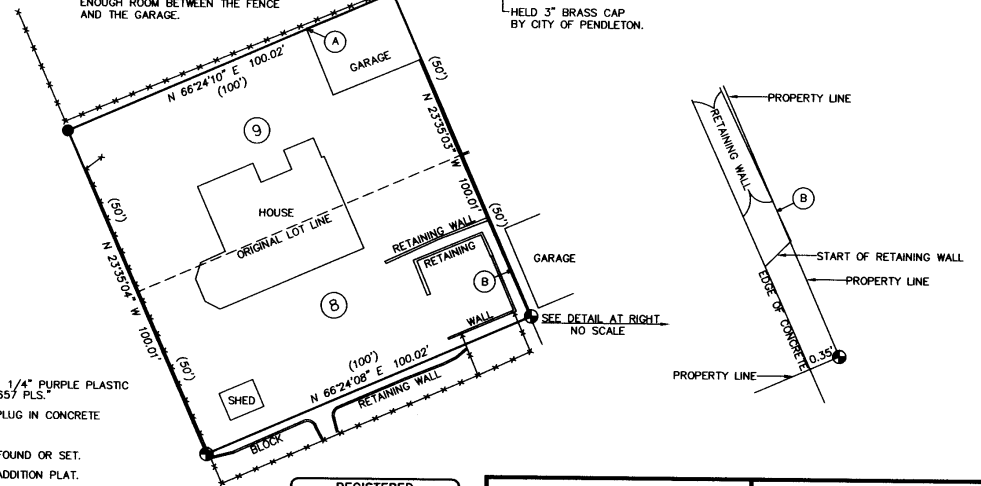 ENOUGH ROOM BETWEEN THE FENCE
AND THE GARAGE.
HELD 3" BRASS CAP
BY CITY OF PENDLETON.
A
GARAGE
N 66°24'10" E 100.02'
(100')
(50')
N 23°35'03" W 100.01'
(50')
9
HOUSE
ORIGINAL LOT LINE
(50')
N 23°35'04" W 100.01'
(50')
RETAINING WALL
RETAINING
WALL
B
GARAGE
8
SEE DETAIL AT RIGHT
NO SCALE
(100')
N 66°24'08" E 100.02'
RETAINING WALL
SHED
BLOCK
PROPERTY LINE
RETAINING WALL
B
START OF RETAINING WALL
PROPERTY LINE
EDGE OF CONCRETE
0.35'
PROPERTY LINE
1/4" PURPLE PLASTIC
657 PLS."
PLUG IN CONCRETE
FOUND OR SET.
ADDITION PLAT.
REGISTERED